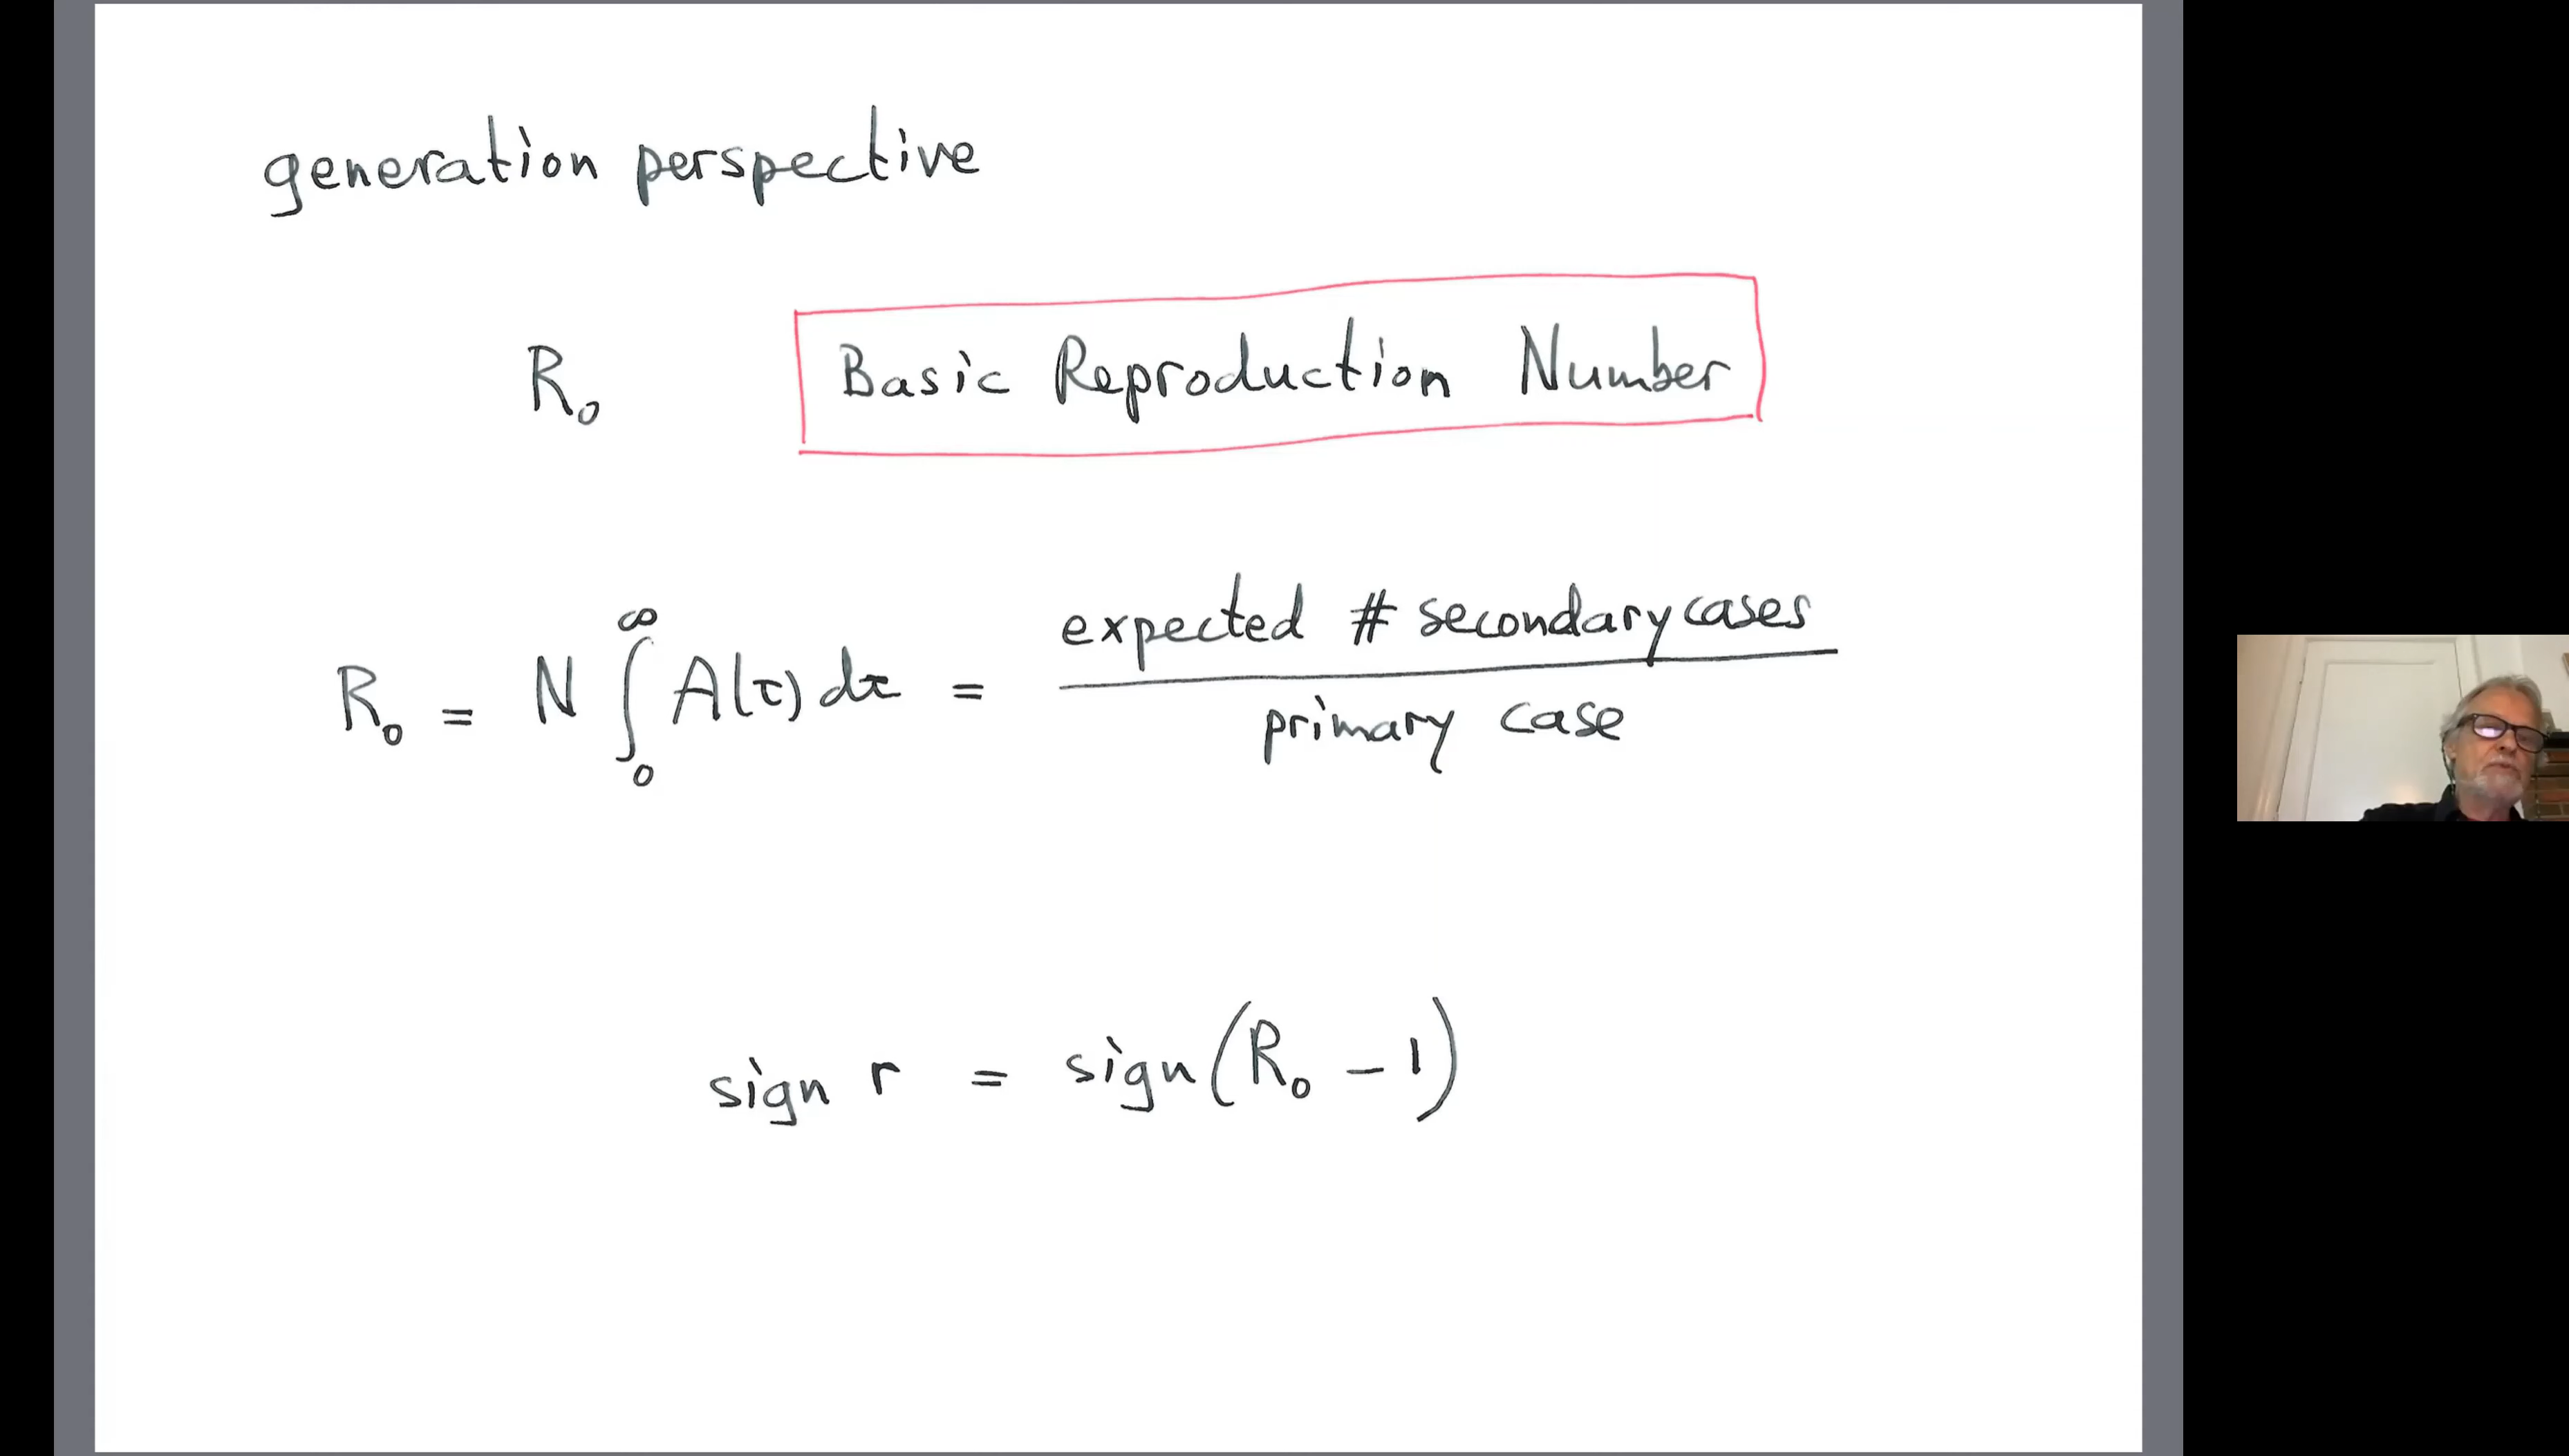 generation perspective
R₀ Basic Reproduction Number
R₀ = N ∫₀^∞ A(τ) dτ = expected # secondary cases / primary case
sign r = sign(R₀ − 1)